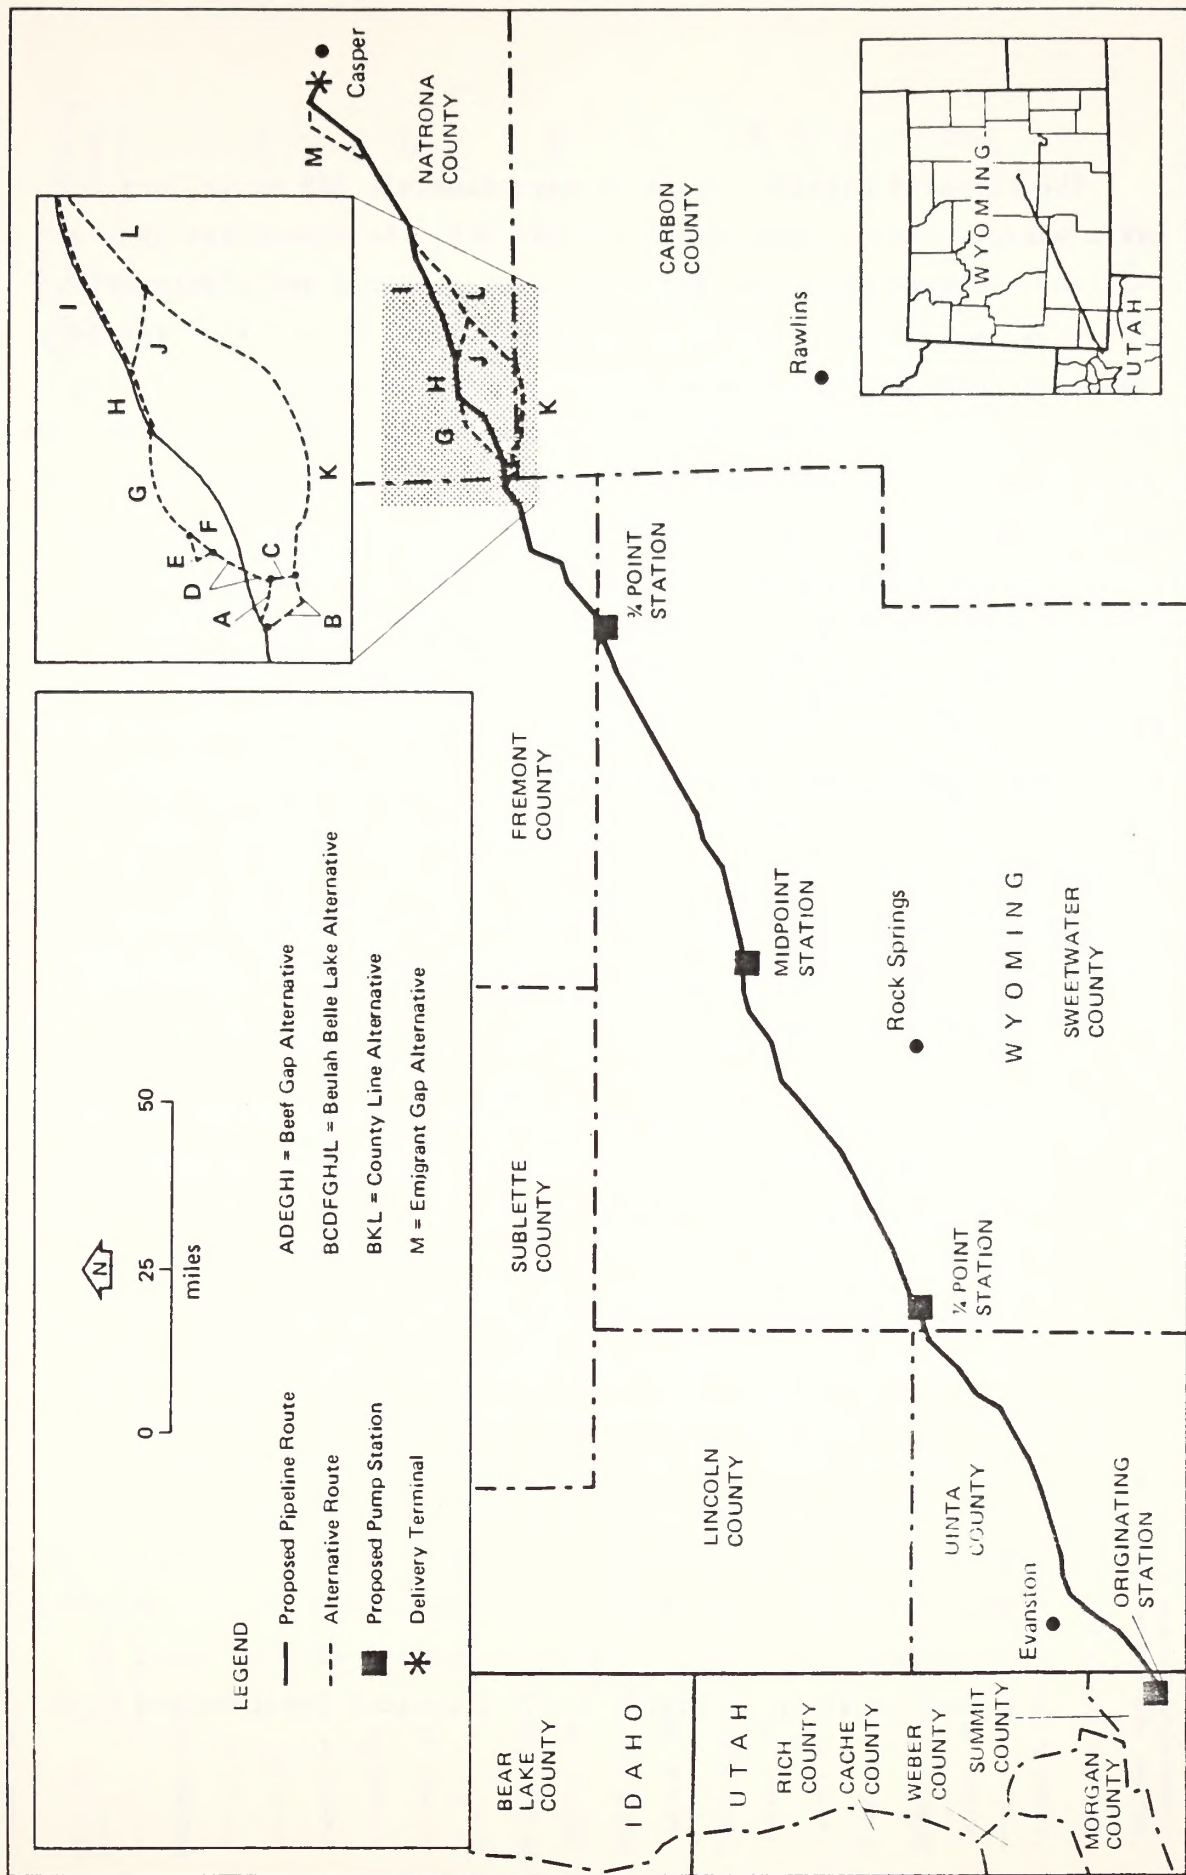 N
0 25 50
miles
LEGEND
Proposed Pipeline Route
Alternative Route
Proposed Pump Station
Delivery Terminal
ADEGHI = Beef Gap Alternative
BCDFGHJL = Beulah Belle Lake Alternative
BKL = County Line Alternative
M = Emigrant Gap Alternative
A
B
C
D
E
F
G
H
I
J
K
L
M
Casper
NATRONA
COUNTY
G
H
I
J
L
K
CARBON
COUNTY
Rawlins
FREMONT
COUNTY
¾ POINT
STATION
SUBLETTE
COUNTY
MIDPOINT
STATION
Rock Springs
WYOMING
SWEETWATER
COUNTY
LINCOLN
COUNTY
¼ POINT
STATION
UINTA
COUNTY
Evanston
ORIGINATING
STATION
BEAR
LAKE
COUNTY
IDAHO
UTAH
RICH
COUNTY
CACHE
COUNTY
WEBER
COUNTY
SUMMIT
COUNTY
MORGAN
COUNTY
WYOMING
UTAH